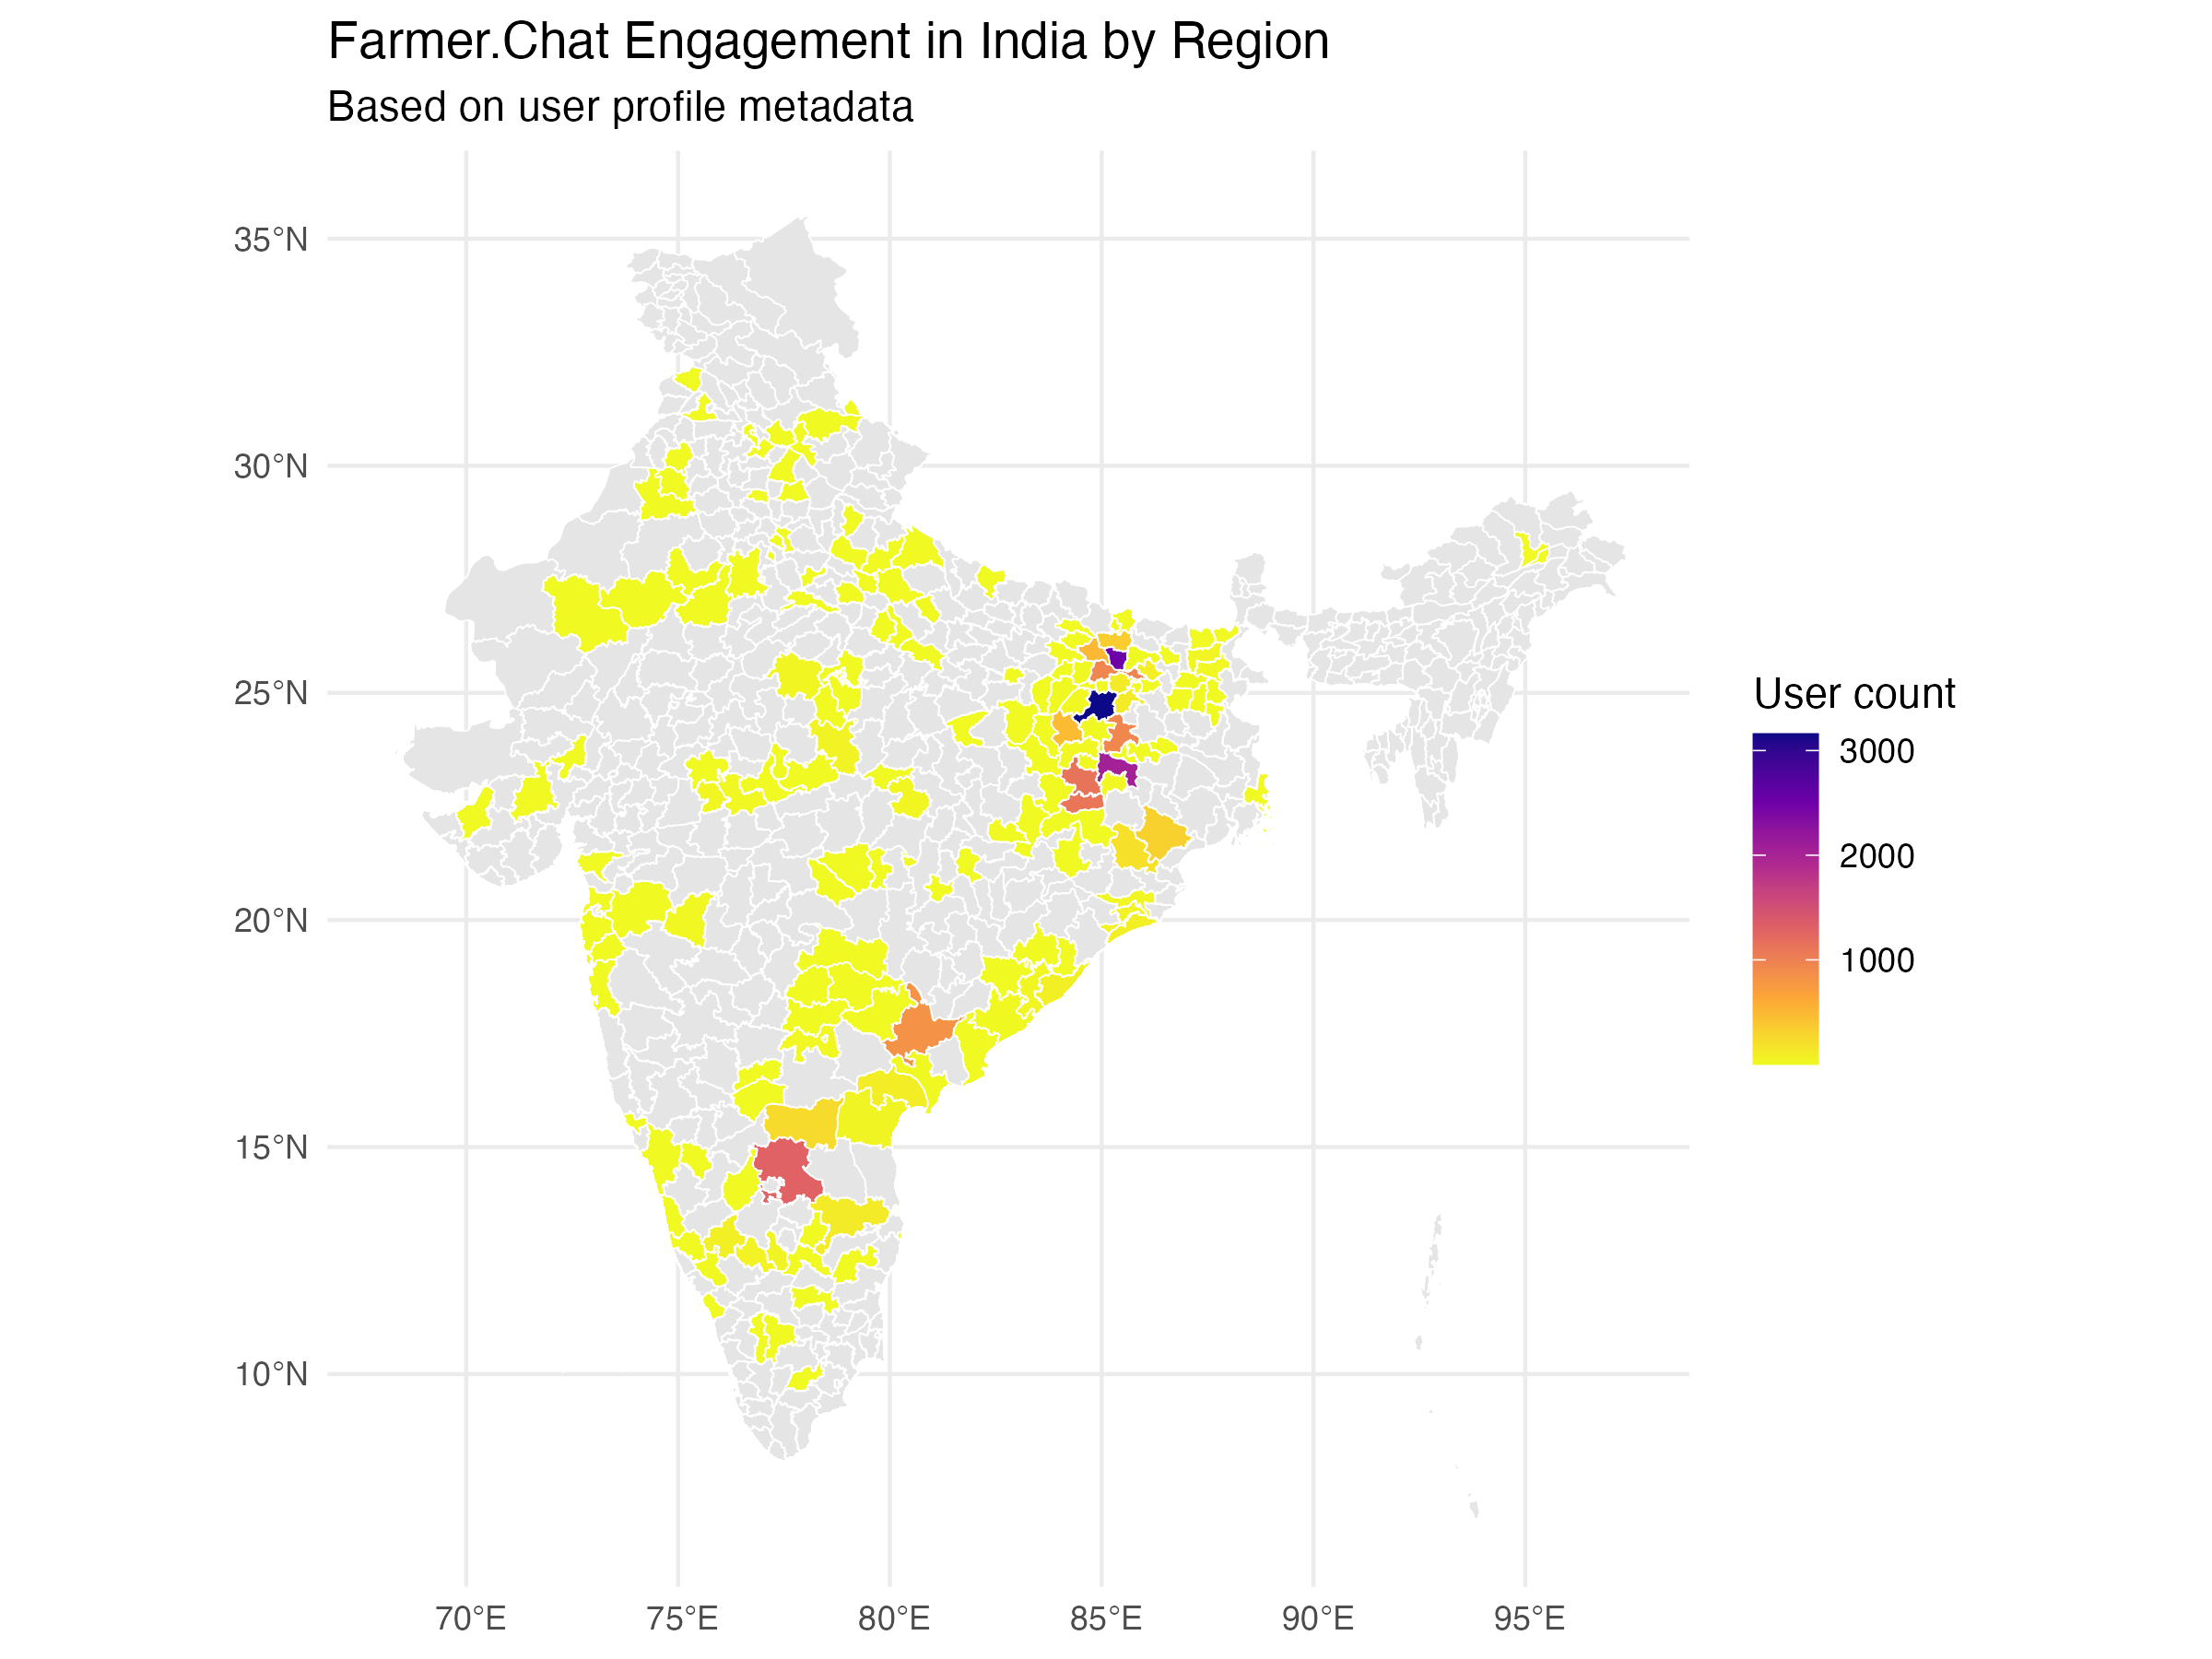 Farmer.Chat Engagement in India by Region
Based on user profile metadata
35°N
30°N
25°N
20°N
15°N
10°N
70°E
75°E
80°E
85°E
90°E
95°E
User count
3000
2000
1000